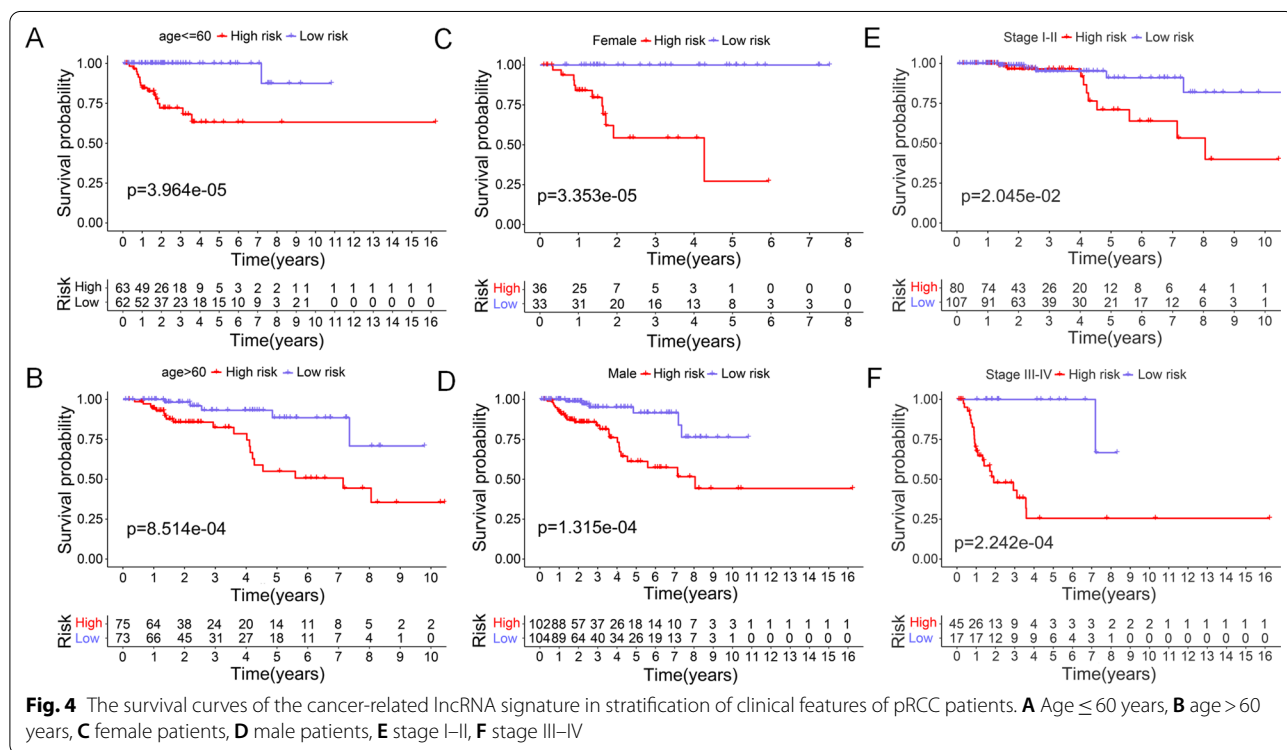 A
age<=60 High risk Low risk
Survival probability
1.00
0.75
0.50
0.25
0.00
p=3.964e-05
0 1 2 3 4 5 6 7 8 9 10 11 12 13 14 15 16
Time(years)
Risk
High 63 49 26 18 9 5 3 2 2 1 1 1 1 1 1 1 1
Low 62 52 37 23 18 15 10 9 3 2 1 0 0 0 0 0 0
0 1 2 3 4 5 6 7 8 9 10 11 12 13 14 15 16
Time(years)
B
age>60 High risk Low risk
Survival probability
1.00
0.75
0.50
0.25
0.00
p=8.514e-04
0 1 2 3 4 5 6 7 8 9 10
Time(years)
Risk
High 75 64 38 24 20 14 11 8 5 2 2
Low 73 66 45 31 27 18 11 7 4 1 0
0 1 2 3 4 5 6 7 8 9 10
Time(years)
C
Female High risk Low risk
Survival probability
1.00
0.75
0.50
0.25
0.00
p=3.353e-05
0 1 2 3 4 5 6 7 8
Time(years)
Risk
High 36 25 7 5 3 1 0 0 0
Low 33 31 20 16 13 8 3 3 0
0 1 2 3 4 5 6 7 8
Time(years)
D
Male High risk Low risk
Survival probability
1.00
0.75
0.50
0.25
0.00
p=1.315e-04
0 1 2 3 4 5 6 7 8 9 10 11 12 13 14 15 16
Time(years)
Risk
High 102 88 57 37 26 18 14 10 7 3 3 1 1 1 1 1 1
Low 104 89 64 40 34 26 19 13 7 3 1 0 0 0 0 0 0
0 1 2 3 4 5 6 7 8 9 10 11 12 13 14 15 16
Time(years)
E
Stage I-II High risk Low risk
Survival probability
1.00
0.75
0.50
0.25
0.00
p=2.045e-02
0 1 2 3 4 5 6 7 8 9 10
Time(years)
Risk
High 80 74 43 26 20 12 8 6 4 1 1
Low 107 91 63 39 30 21 17 12 6 3 1
0 1 2 3 4 5 6 7 8 9 10
Time(years)
F
Stage III-IV High risk Low risk
Survival probability
1.00
0.75
0.50
0.25
0.00
p=2.242e-04
0 1 2 3 4 5 6 7 8 9 10 11 12 13 14 15 16
Time(years)
Risk
High 45 26 13 9 4 3 3 3 2 2 2 1 1 1 1 1 1
Low 17 17 12 9 9 6 4 3 1 0 0 0 0 0 0 0 0
0 1 2 3 4 5 6 7 8 9 10 11 12 13 14 15 16
Time(years)
Fig. 4 The survival curves of the cancer-related lncRNA signature in stratification of clinical features of pRCC patients. A Age ≤ 60 years, B age > 60
years, C female patients, D male patients, E stage I–II, F stage III–IV